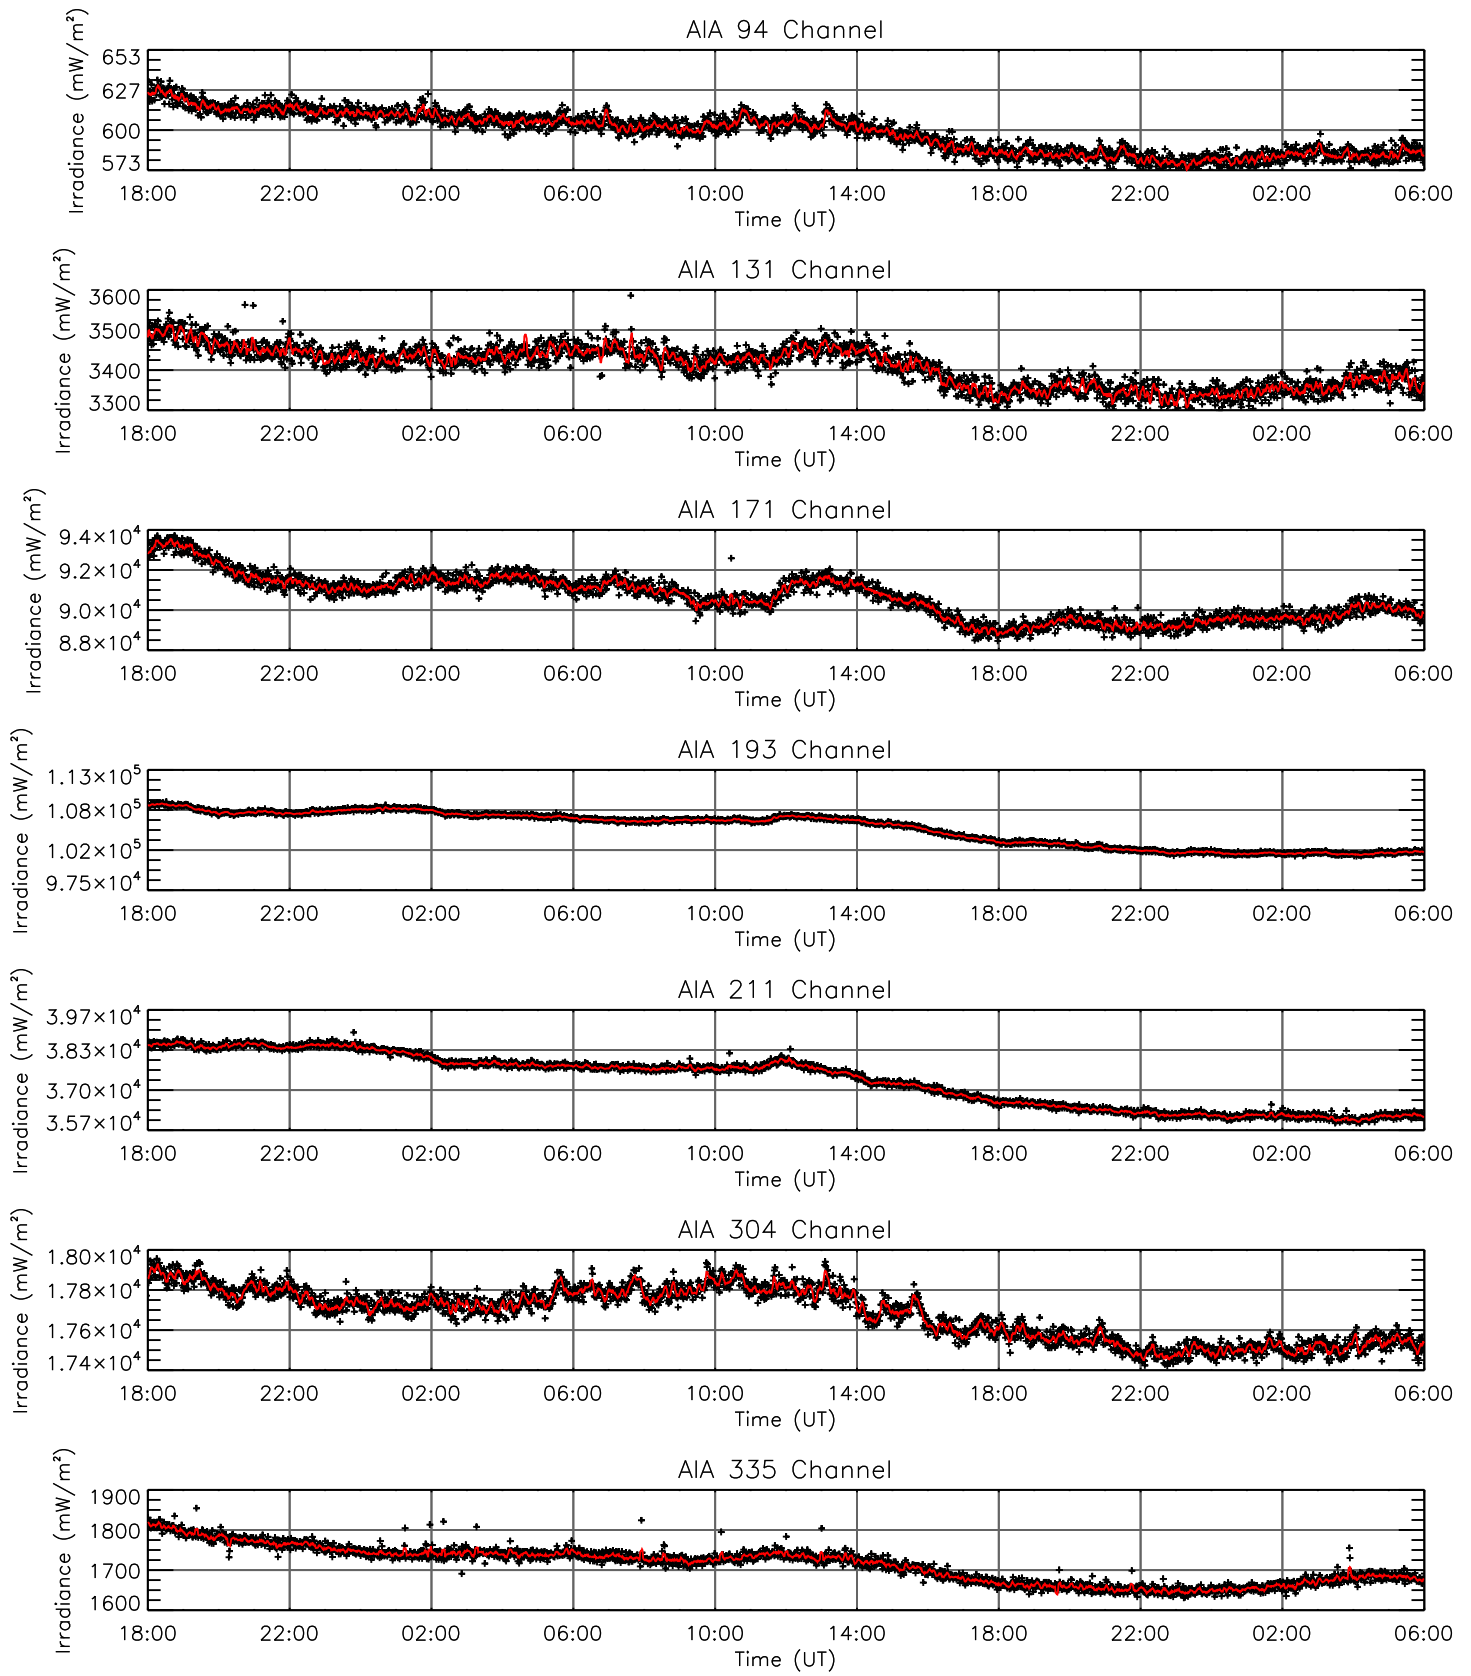 AIA 94 Channel
Irradiance (mW/m²)
653
627
600
573
18:00 22:00 02:00 06:00 10:00 14:00 18:00 22:00 02:00 06:00
Time (UT)
AIA 131 Channel
Irradiance (mW/m²)
3600
3500
3400
3300
18:00 22:00 02:00 06:00 10:00 14:00 18:00 22:00 02:00 06:00
Time (UT)
AIA 171 Channel
Irradiance (mW/m²)
9.4×10⁴
9.2×10⁴
9.0×10⁴
8.8×10⁴
18:00 22:00 02:00 06:00 10:00 14:00 18:00 22:00 02:00 06:00
Time (UT)
AIA 193 Channel
Irradiance (mW/m²)
1.13×10⁵
1.08×10⁵
1.02×10⁵
9.75×10⁴
18:00 22:00 02:00 06:00 10:00 14:00 18:00 22:00 02:00 06:00
Time (UT)
AIA 211 Channel
Irradiance (mW/m²)
3.97×10⁴
3.83×10⁴
3.70×10⁴
3.57×10⁴
18:00 22:00 02:00 06:00 10:00 14:00 18:00 22:00 02:00 06:00
Time (UT)
AIA 304 Channel
Irradiance (mW/m²)
1.80×10⁴
1.78×10⁴
1.76×10⁴
1.74×10⁴
18:00 22:00 02:00 06:00 10:00 14:00 18:00 22:00 02:00 06:00
Time (UT)
AIA 335 Channel
Irradiance (mW/m²)
1900
1800
1700
1600
18:00 22:00 02:00 06:00 10:00 14:00 18:00 22:00 02:00 06:00
Time (UT)